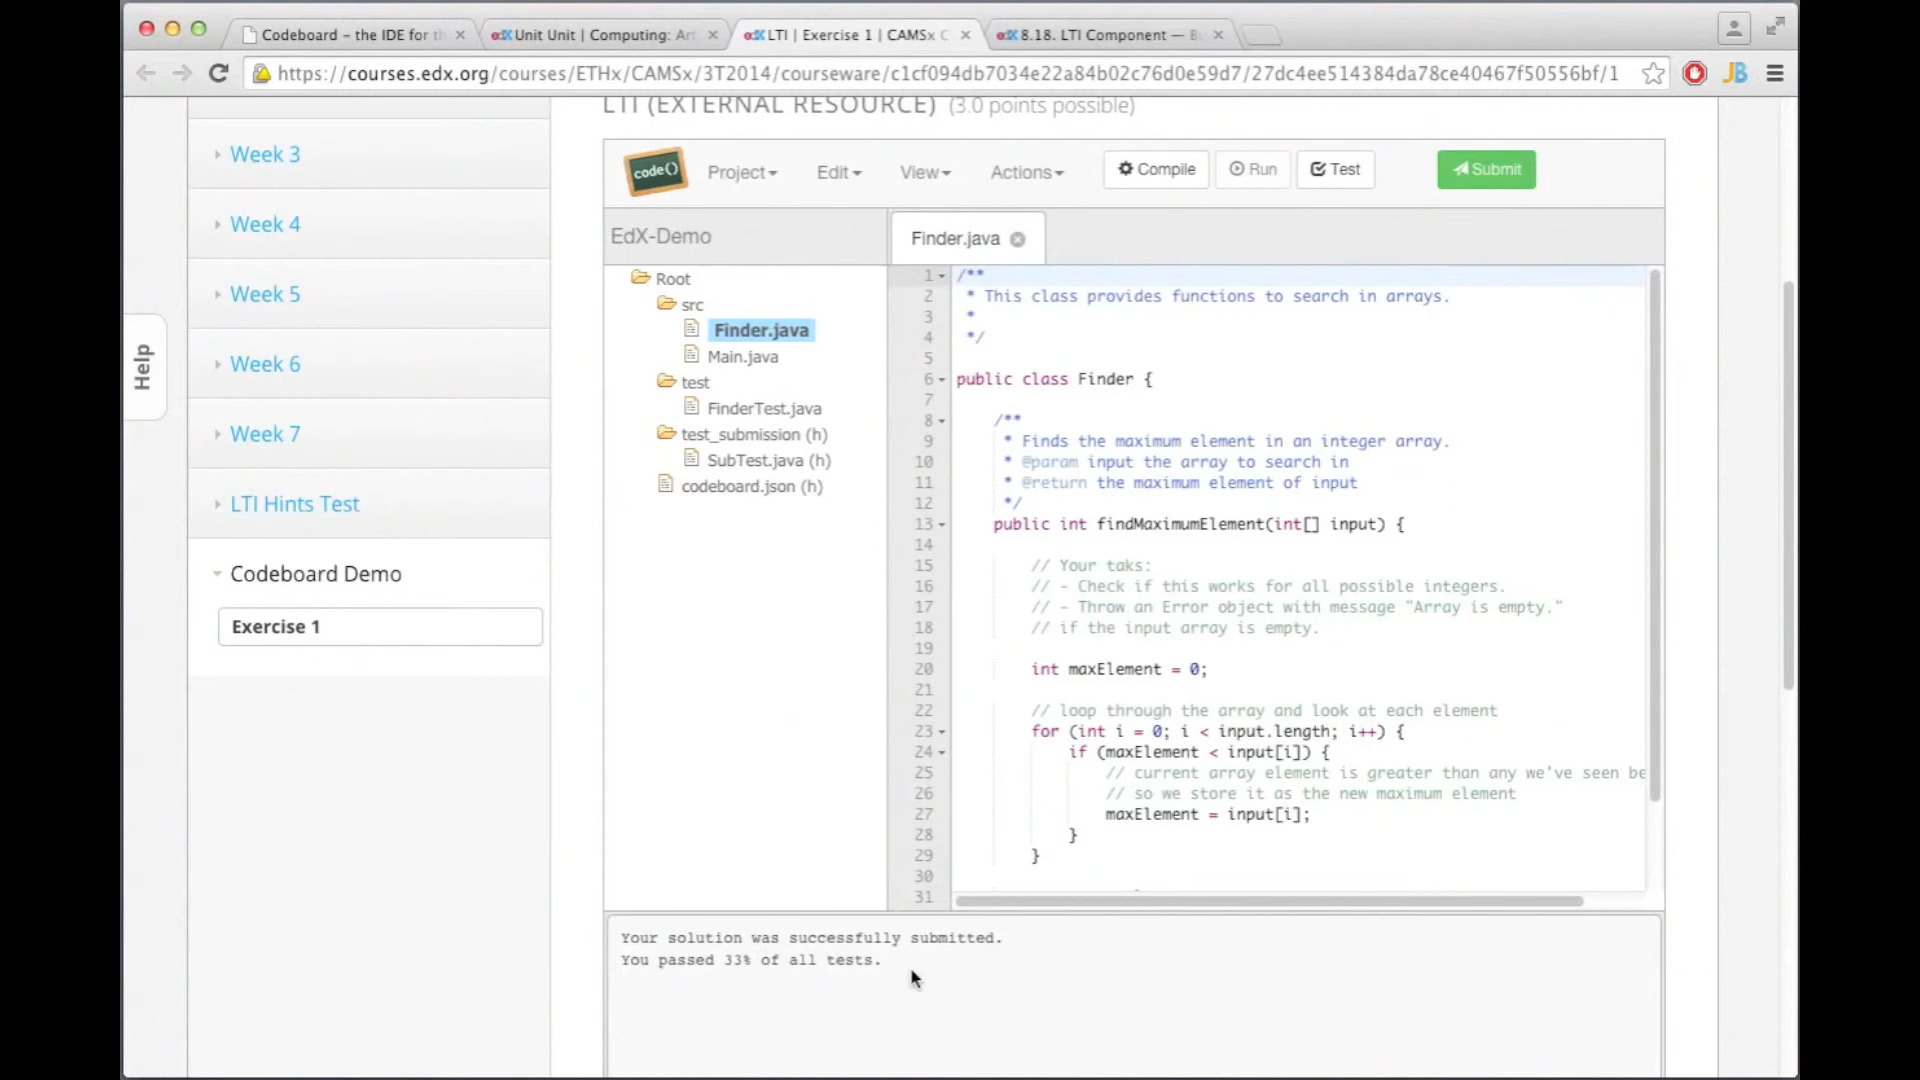 Codeboard – the IDE for th
edX Unit Unit | Computing: Art
edX LTI | Exercise 1 | CAMSx C
edX 8.18. LTI Component — Bu
https://courses.edx.org/courses/ETHx/CAMSx/3T2014/courseware/c1cf094db7034e22a84b02c76d0e59d7/27dc4ee514384da78ce40467f50556bf/1
JB
Help
Week 3
Week 4
Week 5
Week 6
Week 7
LTI Hints Test
Codeboard Demo
Exercise 1
LTI (EXTERNAL RESOURCE) (3.0 points possible)
code()
Project
Edit
View
Actions
Compile
Run
Test
Submit
EdX-Demo
Root
src
Finder.java
Main.java
test
FinderTest.java
test_submission (h)
SubTest.java (h)
codeboard.json (h)
Finder.java
1 /**
2 * This class provides functions to search in arrays.
3 *
4 */
5
6 public class Finder {
7
8 /**
9 * Finds the maximum element in an integer array.
10 * @param input the array to search in
11 * @return the maximum element of input
12 */
13 public int findMaximumElement(int[] input) {
14
15 // Your taks:
16 // - Check if this works for all possible integers.
17 // - Throw an Error object with message "Array is empty."
18 // if the input array is empty.
19
20 int maxElement = 0;
21
22 // loop through the array and look at each element
23 for (int i = 0; i < input.length; i++) {
24 if (maxElement < input[i]) {
25 // current array element is greater than any we've seen be
26 // so we store it as the new maximum element
27 maxElement = input[i];
28 }
29 }
30
31
Your solution was successfully submitted.
You passed 33% of all tests.